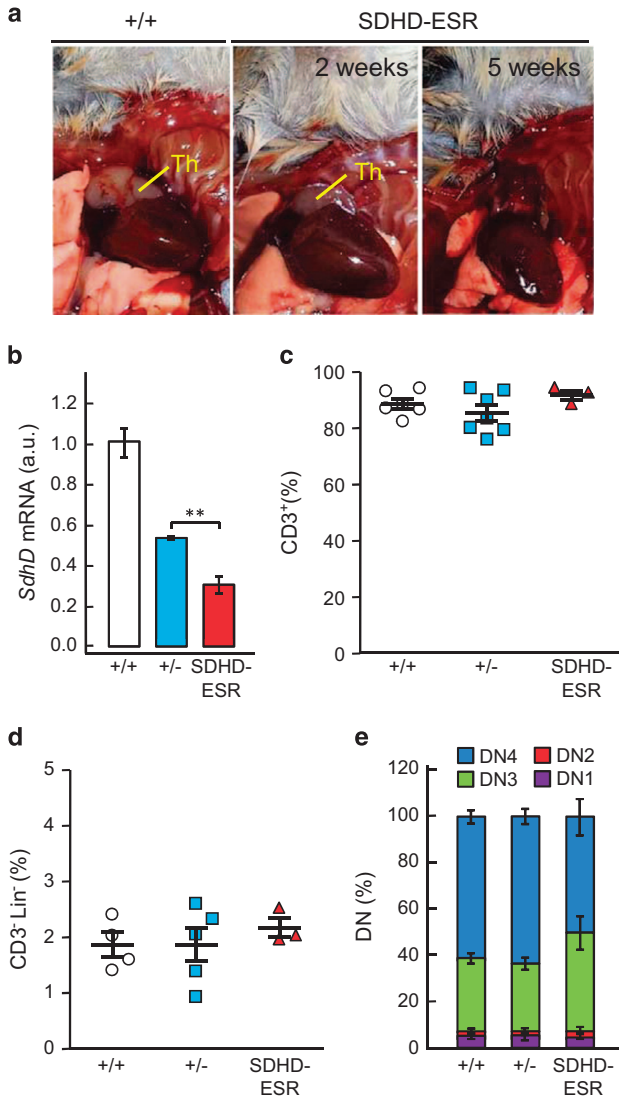 a
+/+ SDHD-ESR
2 weeks 5 weeks
Th Th
b
SdhD mRNA (a.u.)
1.2
1.0
0.8
0.6
0.4
0.2
0.0
**
+/+ +/- SDHD-
ESR
c
CD3+(%)
100
80
60
40
20
0
+/+ +/- SDHD-
ESR
d
CD3- Lin- (%)
5
4
3
2
1
0
+/+ +/- SDHD-
ESR
e
DN4 DN2
DN3 DN1
DN (%)
120
100
80
60
40
20
0
+/+ +/- SDHD-
ESR